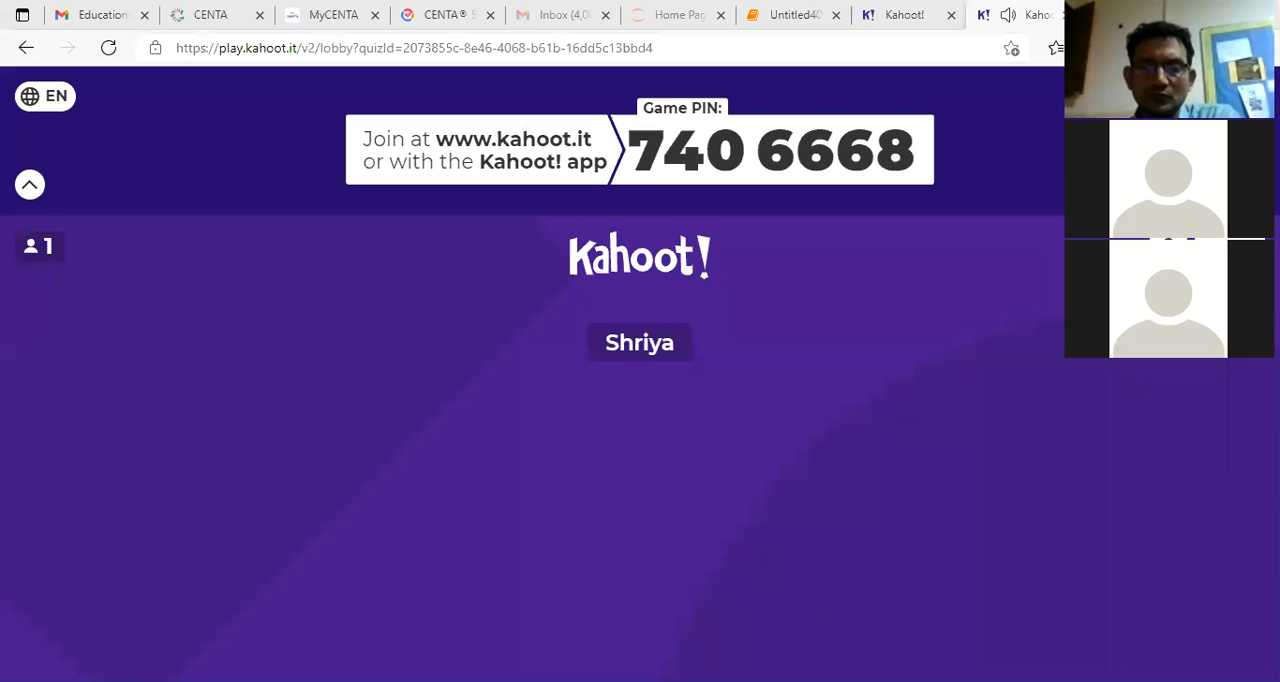 Education CENTA MyCENTA CENTA® S Inbox (4,0 Home Pag Untitled40 Kahoot! Kahoo
https://play.kahoot.it/v2/lobby?quizId=2073855c-8e46-4068-b61b-16dd5c13bbd4
EN
Game PIN:
Join at www.kahoot.it
or with the Kahoot! app
740 6668
1
Kahoot!
Shriya